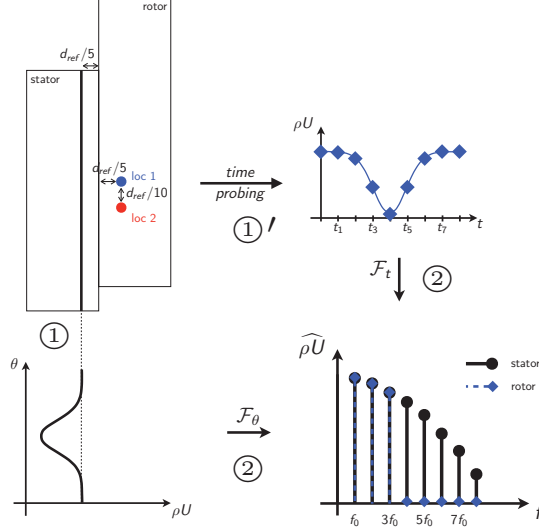 rotor
d_ref/5
stator
d_ref/5
loc 1
d_ref/10
loc 2
time
probing
①′
ρU
t₁ t₃ t₅ t₇ t
ℱ_t ②
①
θ
ρU
ℱ_θ
②
\widehat{ρU}
stator
rotor
f₀ 3f₀ 5f₀ 7f₀ f